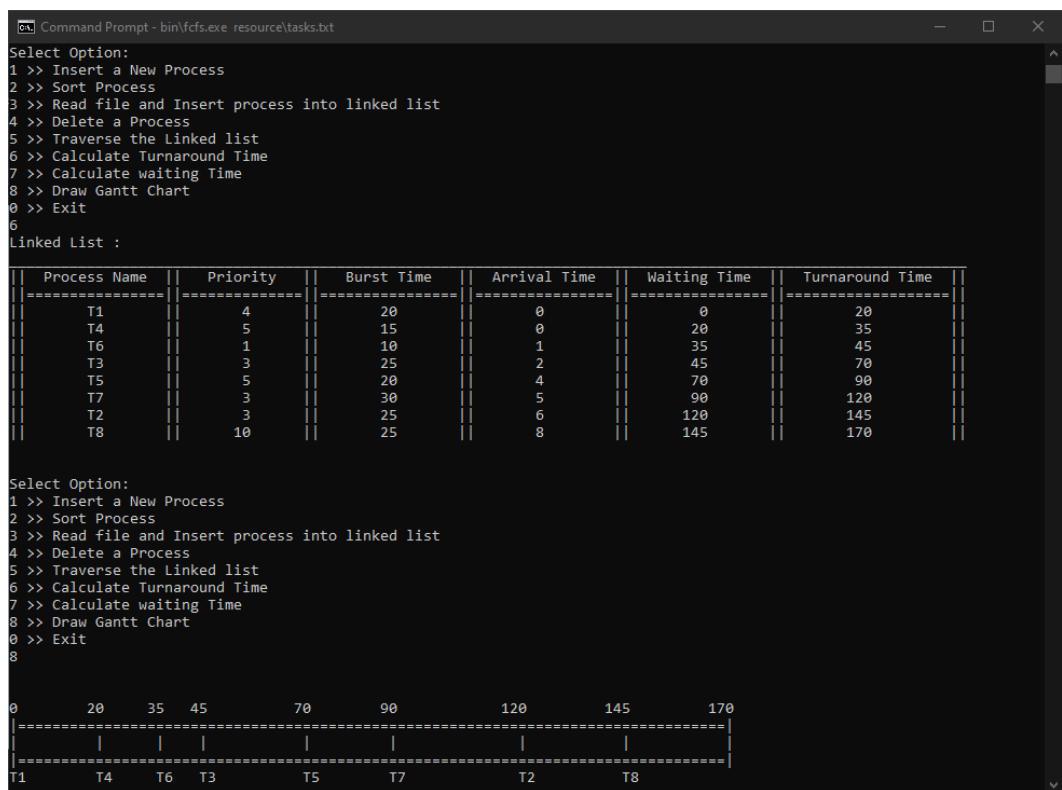 Command Prompt - bin\fcfs.exe resource\tasks.txt
Select Option:
1 >> Insert a New Process
2 >> Sort Process
3 >> Read file and Insert process into linked list
4 >> Delete a Process
5 >> Traverse the Linked list
6 >> Calculate Turnaround Time
7 >> Calculate waiting Time
8 >> Draw Gantt Chart
0 >> Exit
6
Linked List :
|| Process Name || Priority || Burst Time || Arrival Time || Waiting Time || Turnaround Time ||
||================||==============||================||================||================||===================||
|| T1 || 4 || 20 || 0 || 0 || 20 ||
|| T4 || 5 || 15 || 0 || 20 || 35 ||
|| T6 || 1 || 10 || 1 || 35 || 45 ||
|| T3 || 3 || 25 || 2 || 45 || 70 ||
|| T5 || 5 || 20 || 4 || 70 || 90 ||
|| T7 || 3 || 30 || 5 || 90 || 120 ||
|| T2 || 3 || 25 || 6 || 120 || 145 ||
|| T8 || 10 || 25 || 8 || 145 || 170 ||
Select Option:
1 >> Insert a New Process
2 >> Sort Process
3 >> Read file and Insert process into linked list
4 >> Delete a Process
5 >> Traverse the Linked list
6 >> Calculate Turnaround Time
7 >> Calculate waiting Time
8 >> Draw Gantt Chart
0 >> Exit
8
0 20 35 45 70 90 120 145 170
|==================================================================================|
| | | | | | | | |
|==================================================================================|
T1 T4 T6 T3 T5 T7 T2 T8